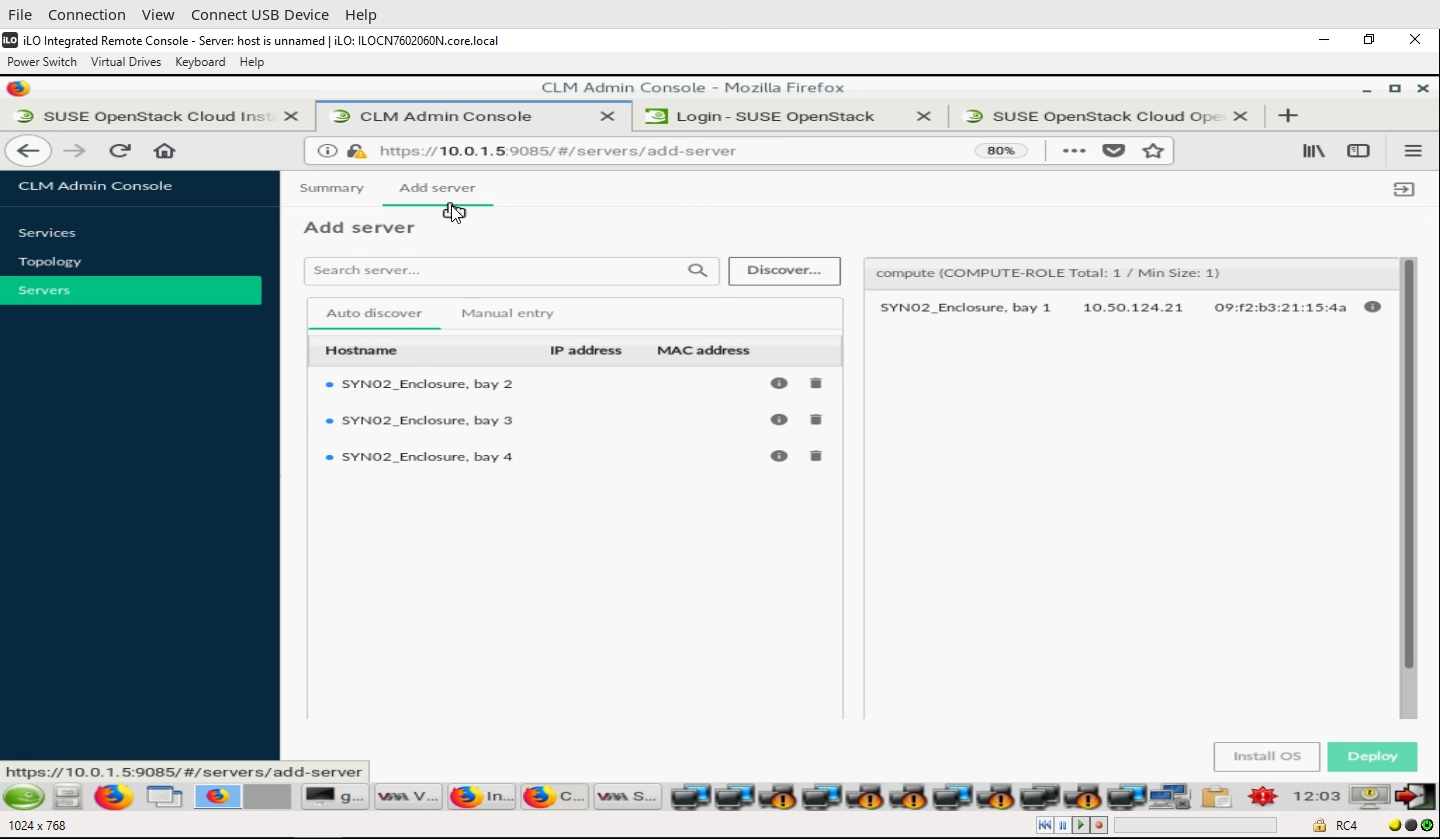 File Connection View Connect USB Device Help
iLO iLO Integrated Remote Console - Server: host is unnamed | iLO: ILOCN7602060N.core.local
Power Switch Virtual Drives Keyboard Help
CLM Admin Console - Mozilla Firefox
SUSE OpenStack Cloud Inst CLM Admin Console Login - SUSE OpenStack SUSE OpenStack Cloud Ope
https://10.0.1.5:9085/#/servers/add-server 80%
CLM Admin Console
Summary Add server
Services
Topology
Servers
Add server
Search server... Discover...
Auto discover Manual entry
Hostname IP address MAC address
SYN02_Enclosure, bay 2
SYN02_Enclosure, bay 3
SYN02_Enclosure, bay 4
compute (COMPUTE-ROLE Total: 1 / Min Size: 1)
SYN02_Enclosure, bay 1 10.50.124.21 09:f2:b3:21:15:4a
Install OS Deploy
https://10.0.1.5:9085/#/servers/add-server
g... V... In... C... S... 12:03
1024 x 768 RC4